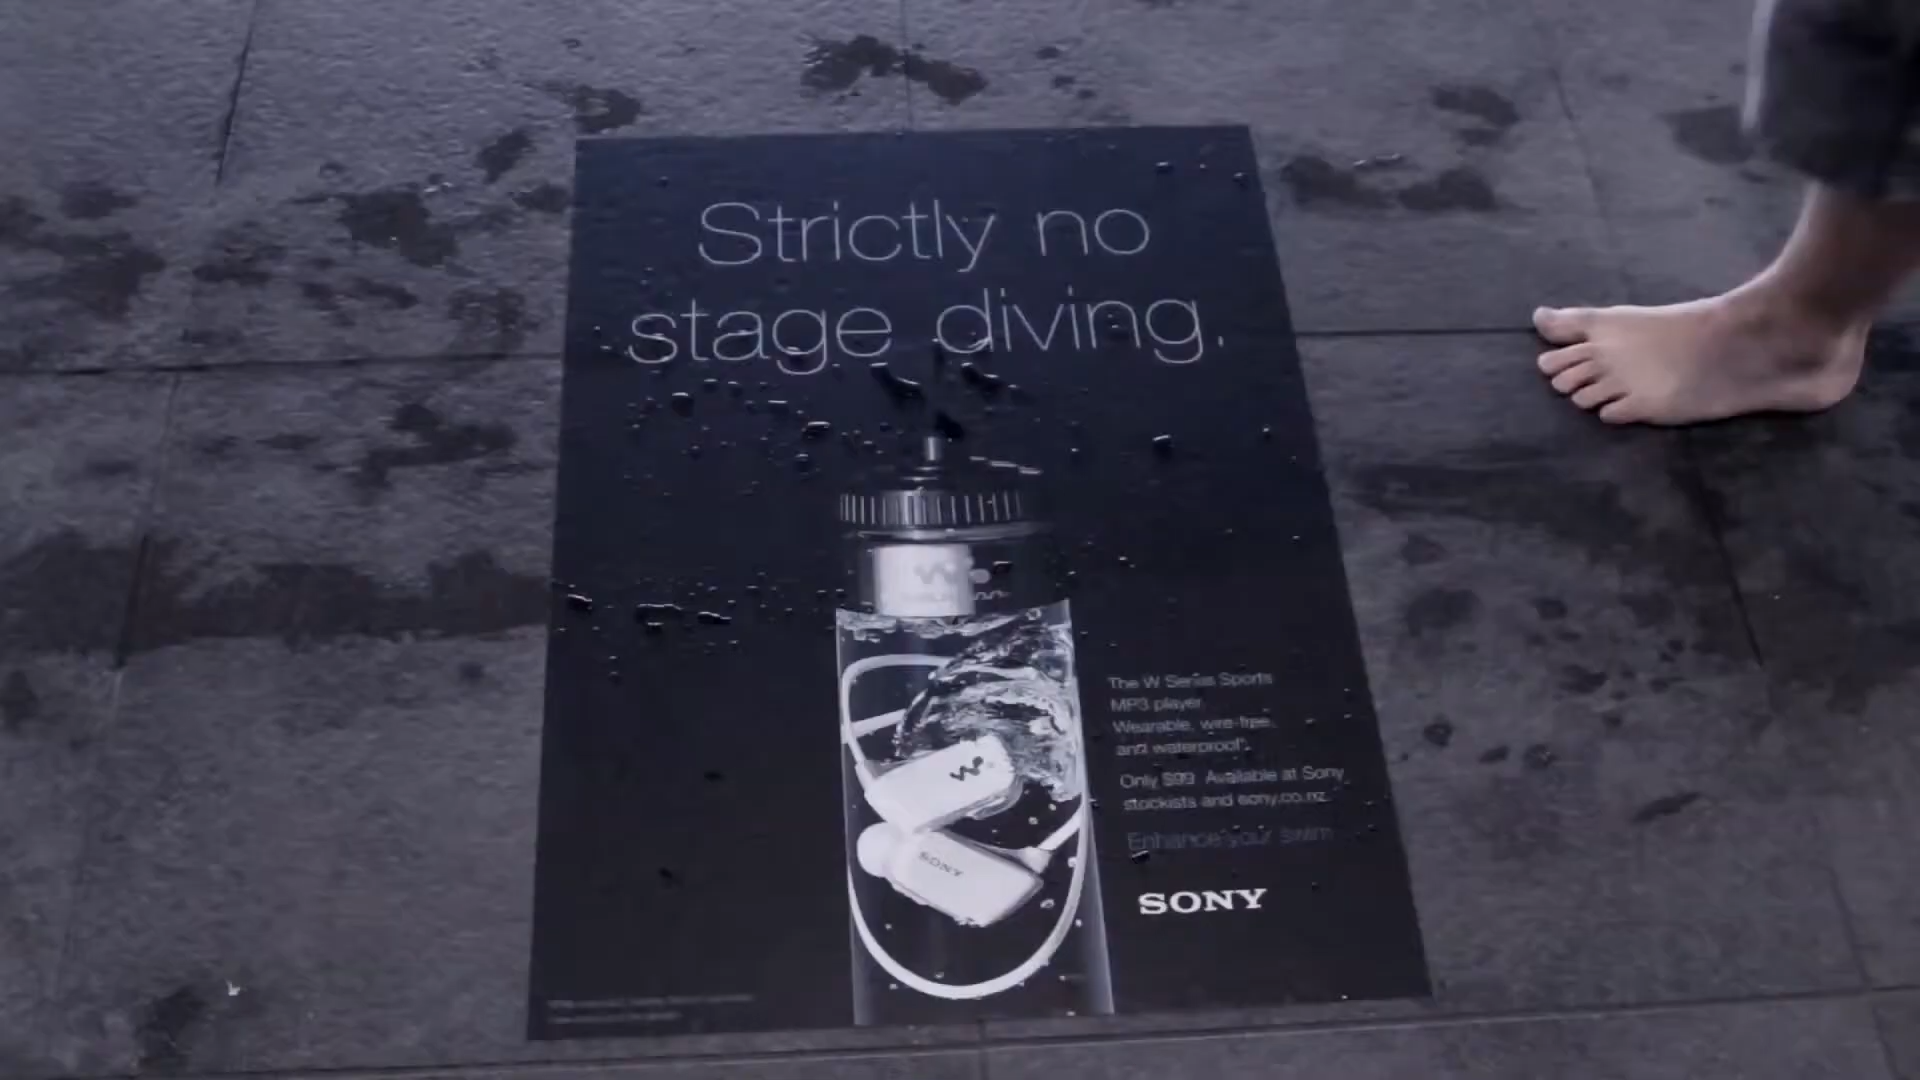 Strictly no
stage diving.
The W Series Sports
MP3 player
Wearable, wire-free,
and waterproof*.
Only $99 Available at Sony
stockists and sony.co.nz.
Enhance your swim
SONY
SONY